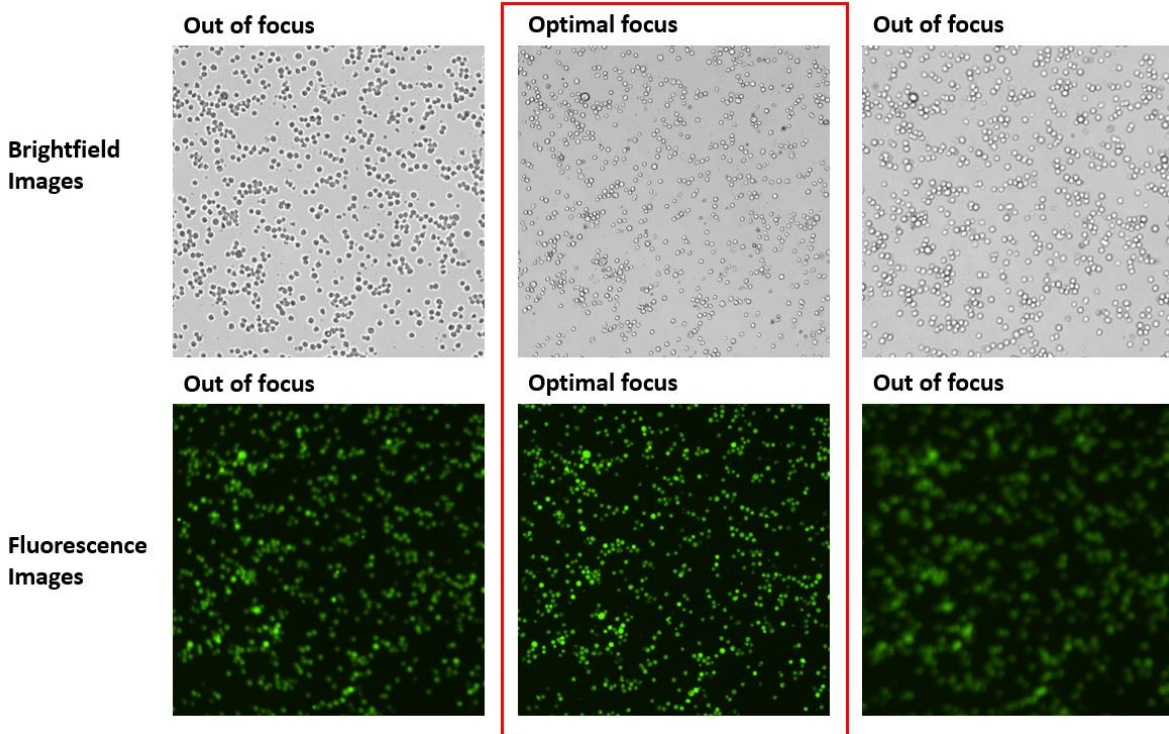 Out of focus
Optimal focus
Out of focus
Brightfield
Images
Out of focus
Optimal focus
Out of focus
Fluorescence
Images